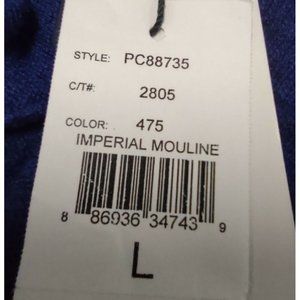 STYLE: PC88735
C/T#: 2805
COLOR: 475
IMPERIAL MOULINE
8 86936 34743 9
L